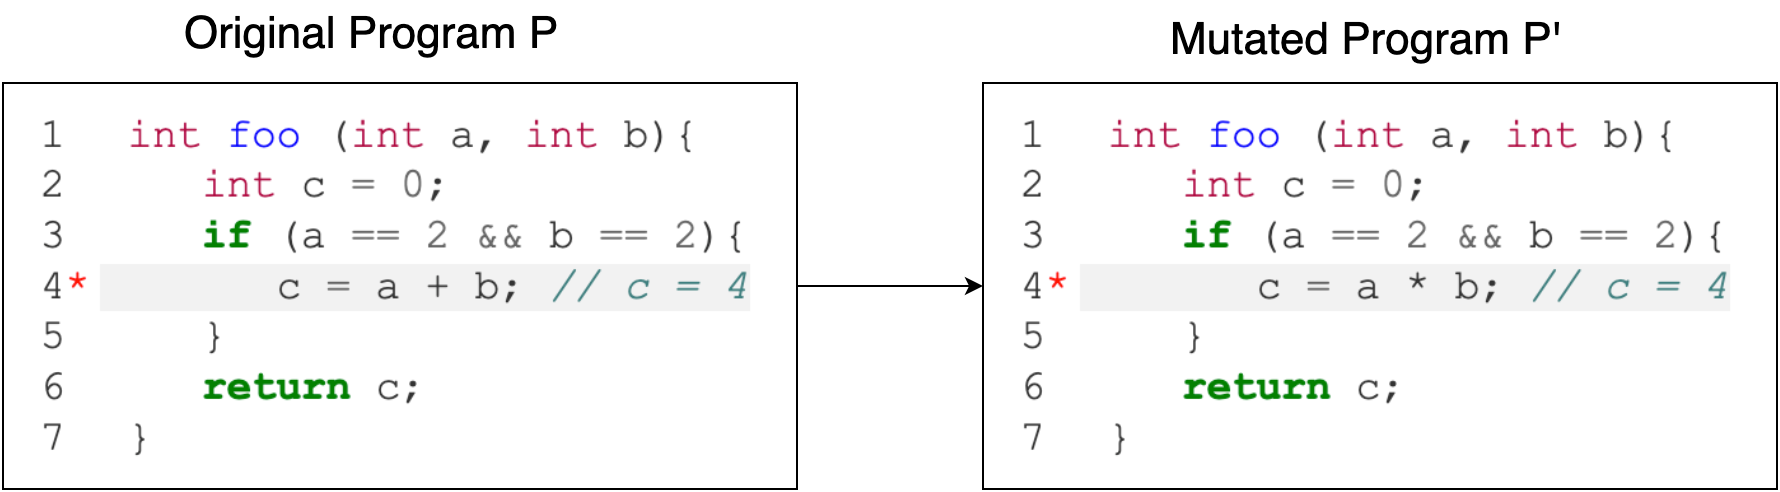 Original Program P
1 int foo (int a, int b){
2 int c = 0;
3 if (a == 2 && b == 2){
4* c = a + b; // c = 4
5 }
6 return c;
7 }
Mutated Program P'
1 int foo (int a, int b){
2 int c = 0;
3 if (a == 2 && b == 2){
4* c = a * b; // c = 4
5 }
6 return c;
7 }